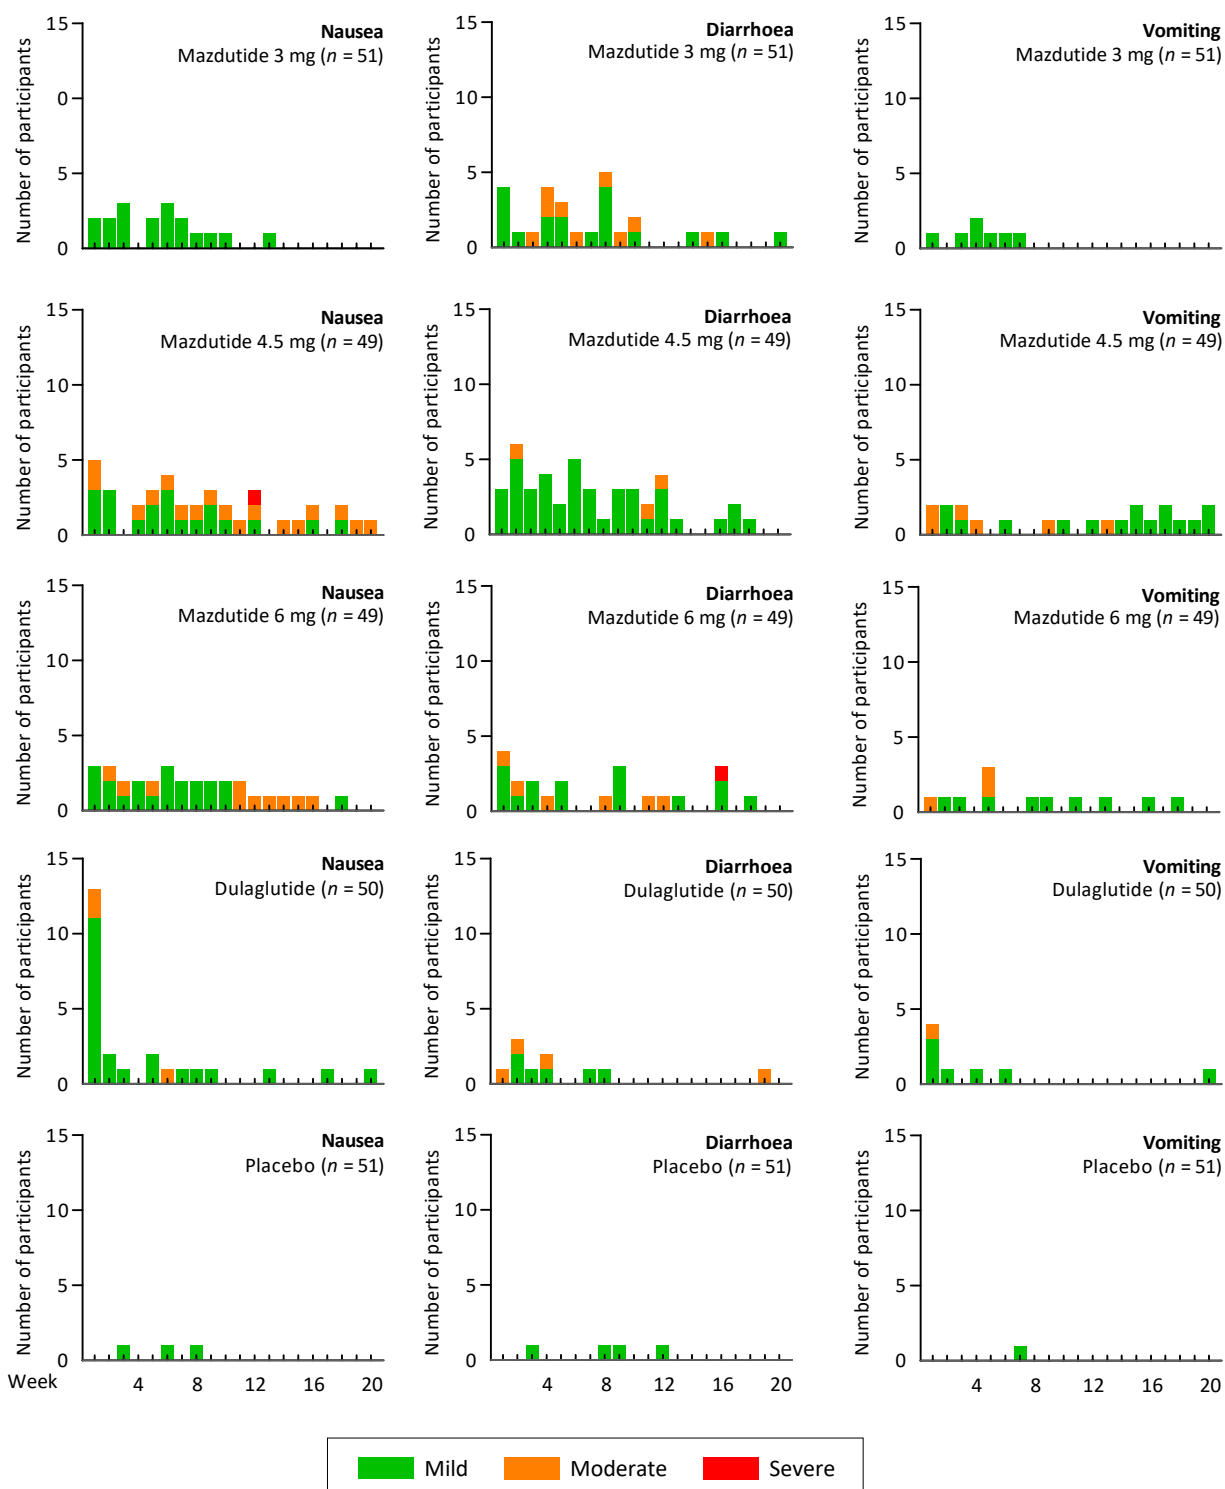 Number of participants
15
0
5
0
Nausea
Mazdutide 3 mg (n = 51)
Number of participants
15
10
5
0
Diarrhoea
Mazdutide 3 mg (n = 51)
Number of participants
15
10
5
0
Vomiting
Mazdutide 3 mg (n = 51)
Number of participants
15
10
5
0
Nausea
Mazdutide 4.5 mg (n = 49)
Number of participants
15
10
5
0
Diarrhoea
Mazdutide 4.5 mg (n = 49)
Number of participants
15
10
5
0
Vomiting
Mazdutide 4.5 mg (n = 49)
Number of participants
15
10
5
0
Nausea
Mazdutide 6 mg (n = 49)
Number of participants
15
10
5
0
Diarrhoea
Mazdutide 6 mg (n = 49)
Number of participants
15
10
5
0
Vomiting
Mazdutide 6 mg (n = 49)
Number of participants
15
10
5
0
Nausea
Dulaglutide (n = 50)
Number of participants
15
10
5
0
Diarrhoea
Dulaglutide (n = 50)
Number of participants
15
10
5
0
Vomiting
Dulaglutide (n = 50)
Number of participants
15
10
5
0
Nausea
Placebo (n = 51)
Number of participants
15
10
5
0
Diarrhoea
Placebo (n = 51)
Number of participants
15
10
5
0
Vomiting
Placebo (n = 51)
Week 4 8 12 16 20
4 8 12 16 20
4 8 12 16 20
Mild Moderate Severe